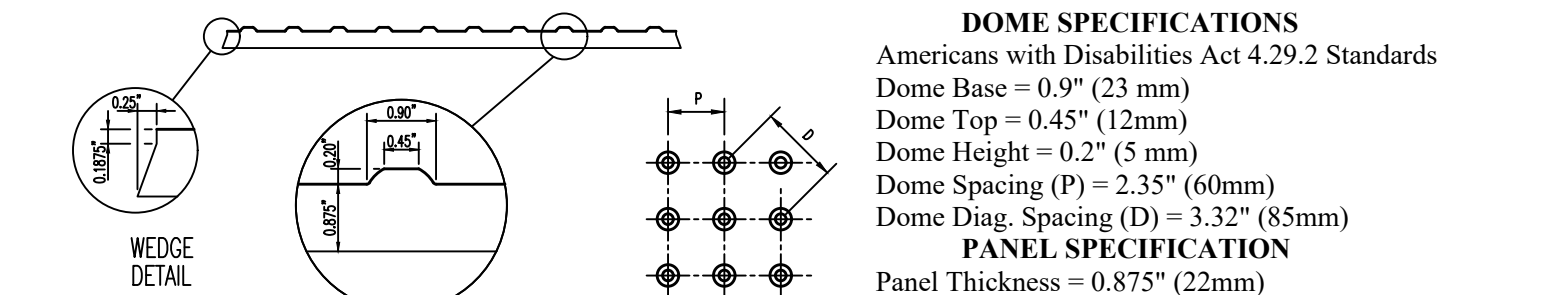 0.25"
0.1875"
WEDGE
DETAIL
0.90"
0.45"
0.20"
0.875"
P
D
DOME SPECIFICATIONS
Americans with Disabilities Act 4.29.2 Standards
Dome Base = 0.9" (23 mm)
Dome Top = 0.45" (12mm)
Dome Height = 0.2" (5 mm)
Dome Spacing (P) = 2.35" (60mm)
Dome Diag. Spacing (D) = 3.32" (85mm)
PANEL SPECIFICATION
Panel Thickness = 0.875" (22mm)